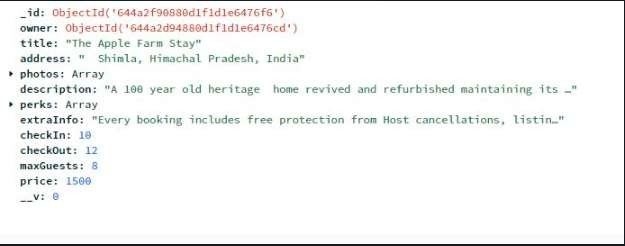 _id: ObjectId('644a2f90880d1f1d1e6476f6')
owner: ObjectId('644a2d94880d1f1d1e6476cd')
title: "The Apple Farm Stay"
address: "  Shimla, Himachal Pradesh, India"
photos: Array
description: "A 100 year old heritage  home revived and refurbished maintaining its …"
perks: Array
extraInfo: "Every booking includes free protection from Host cancellations, listin…"
checkIn: 10
checkOut: 12
maxGuests: 8
price: 1500
__v: 0